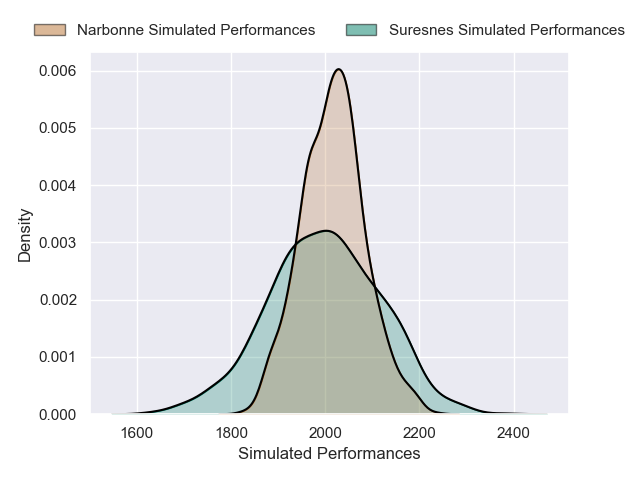 Narbonne Simulated Performances Suresnes Simulated Performances
0.006
0.005
0.004
0.003
0.002
0.001
0.000
Density
1600 1800 2000 2200 2400
Simulated Performances